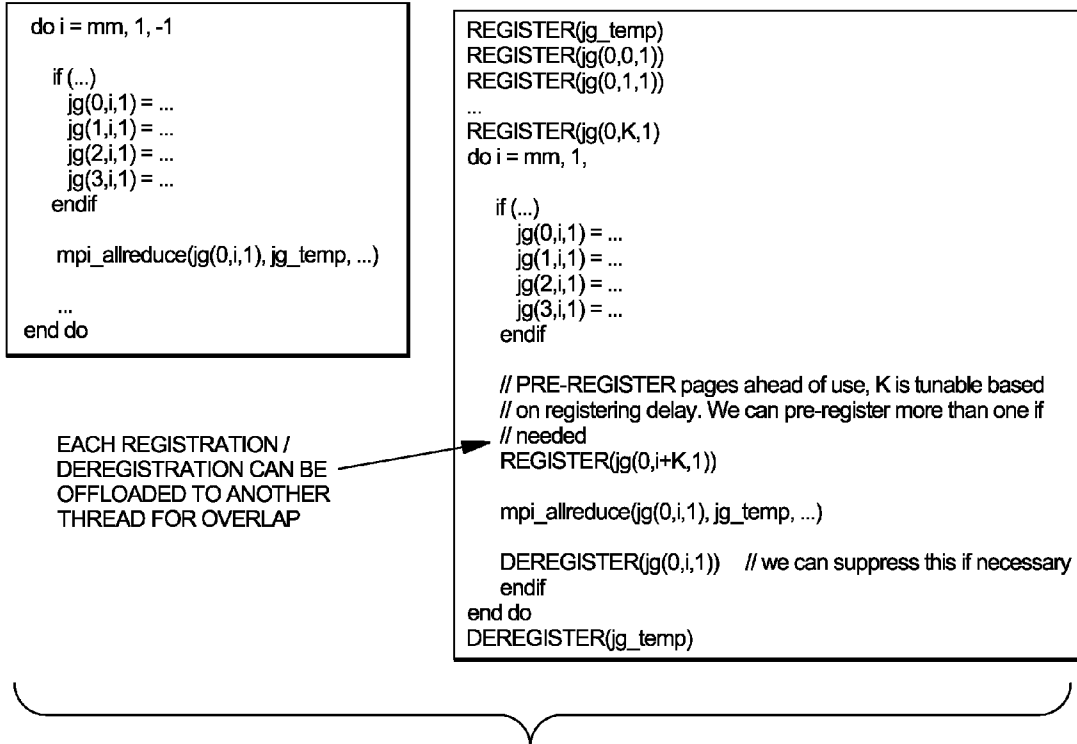 do i = mm, 1, -1
if (...)
jg(0,i,1) = ...
jg(1,i,1) = ...
jg(2,i,1) = ...
jg(3,i,1) = ...
endif
mpi_allreduce(jg(0,i,1), jg_temp, ...)
...
end do
EACH REGISTRATION /
DEREGISTRATION CAN BE
OFFLOADED TO ANOTHER
THREAD FOR OVERLAP
REGISTER(jg_temp)
REGISTER(jg(0,0,1))
REGISTER(jg(0,1,1))
...
REGISTER(jg(0,K,1)
do i = mm, 1,
if (...)
jg(0,i,1) = ...
jg(1,i,1) = ...
jg(2,i,1) = ...
jg(3,i,1) = ...
endif
// PRE-REGISTER pages ahead of use, K is tunable based
// on registering delay. We can pre-register more than one if
// needed
REGISTER(jg(0,i+K,1))
mpi_allreduce(jg(0,i,1), jg_temp, ...)
DEREGISTER(jg(0,i,1)) // we can suppress this if necessary
endif
end do
DEREGISTER(jg_temp)